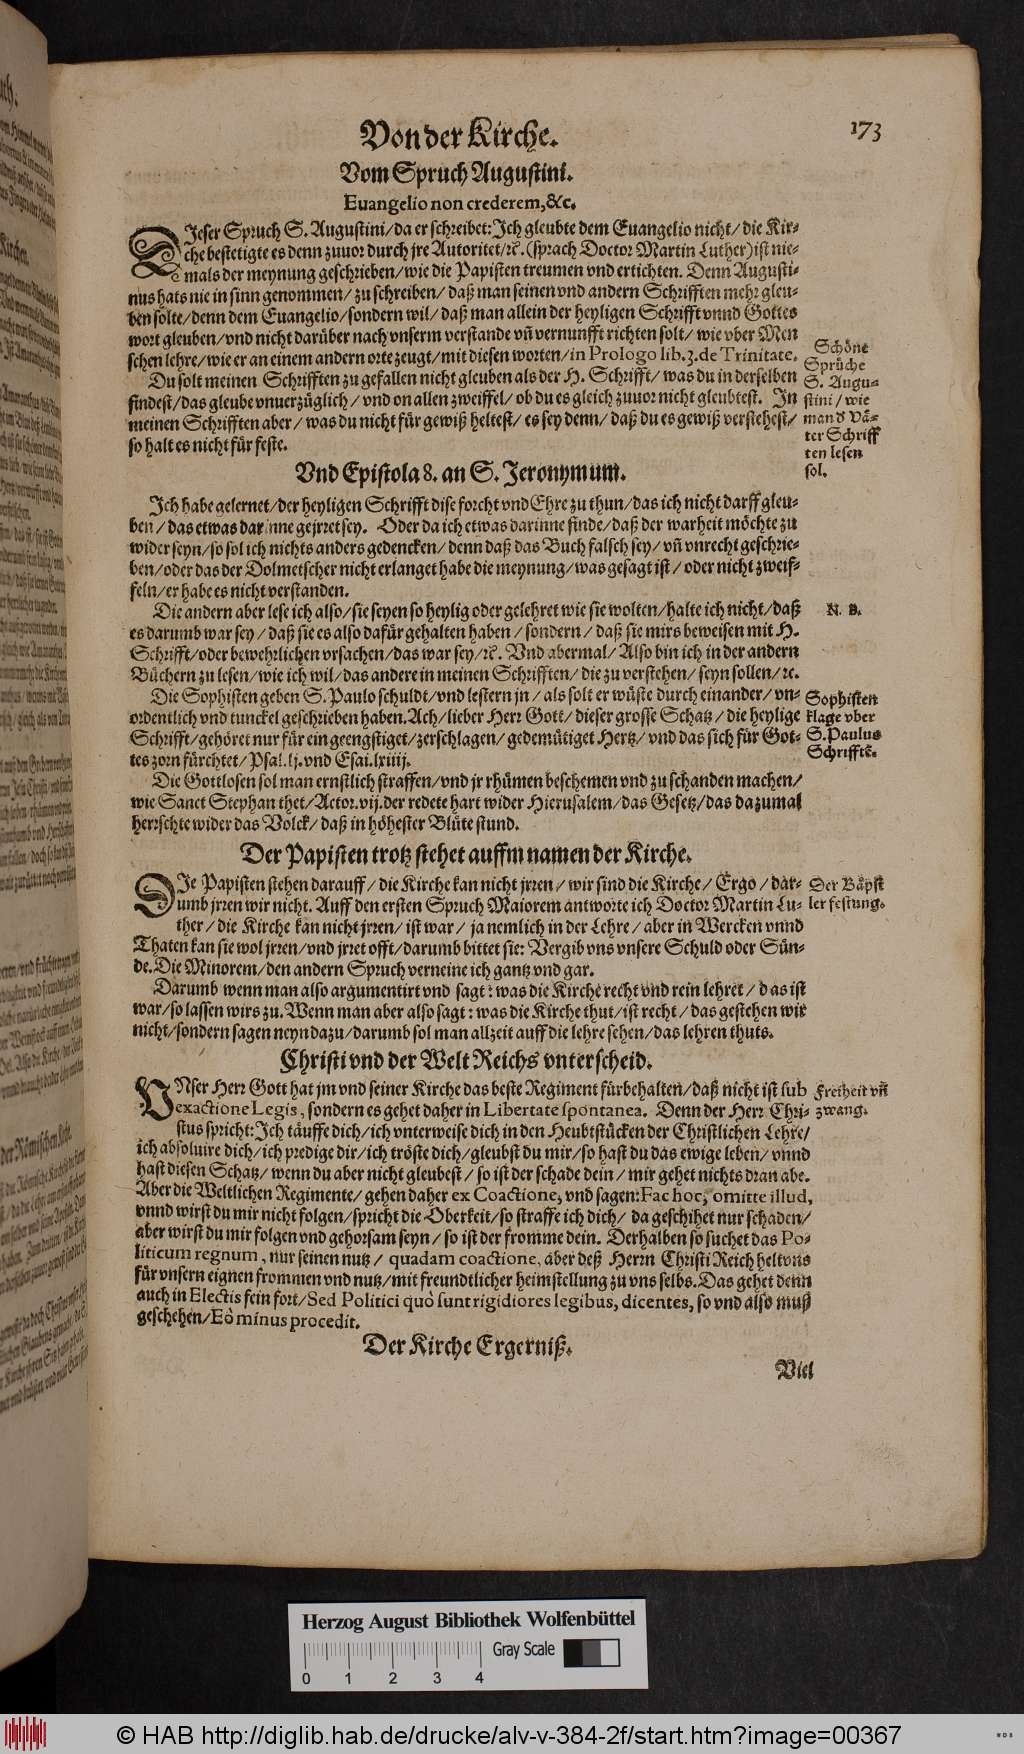 Von der Kirche.
173
Vom Spruch Augustini.
Euangelio non crederem, &c.
DIeser Spruch S. Augustini/ da er schreibet: Ich gleubte dem Euangelio nicht/ die Kir-
che bestetigte es denn zuuor durch jre Autoritet/ ꝛc̃. (sprach Doctor Martin Luther) ist nie-
mals der meynung geschrieben/ wie die Papisten treumen vnd ertichten. Denn Augusti-
nus hats nie in sinn genommen/ zu schreiben/ daß man seinen vnd andern Schrifften mehr gleu-
ben solte/ denn dem Euangelio/ sondern wil/ daß man allein der heyligen Schrifft vnnd Gottes
wort gleuben/ vnd nicht darüber nach vnserm verstande vñ vernunfft richten solt/ wie vber Men
schen lehre/ wie er an einem andern orte zeugt/ mit diesen worten/ in Prologo lib. 3. de Trinitate.
Schöne
Sprüche
S. Augu-
stini/ wie
man d Vä-
ter Schriff
ten lesen
sol.
Du solt meinen Schrifften zu gefallen nicht gleuben als der H. Schrifft/ was du in derselben
findest/ das gleube vnuerzüglich/ vnd on allen zweiffel/ ob du es gleich zuuor nicht gleubtest. In
meinen Schrifften aber/ was du nicht für gewiß heltest/ es sey denn/ daß du es gewiß verstehest/
so halt es nicht für feste.
Vnd Epistola 8. an S. Jeronymum.
Ich habe gelernet/ der heyligen Schrifft dise forcht vnd Ehre zu thun/ das ich nicht darff gleu-
ben/ das etwas darinne gejrret sey. Oder da ich etwas darinne finde/ daß der warheit möchte zu
wider seyn/ so sol ich nichts anders gedencken/ denn daß das Buch falsch sey/ vñ vnrecht geschrie-
ben/ oder das der Dolmetscher nicht erlanget habe die meynung/ was gesagt ist/ oder nicht zweif-
feln/ er habe es nicht verstanden.
Die andern aber lese ich also/ sie seyen so heylig oder gelehret wie sie wolten/ halte ich nicht/ daß
N. B.
es darumb war sey/ daß sie es also dafür gehalten haben/ sondern/ daß sie mirs beweisen mit H.
Schrifft/ oder bewehrlichen vrsachen/ das war sey/ ꝛc̃. Vnd abermal/ Also bin ich in der andern
Büchern zu lesen/ wie ich wil/ das andere in meinen Schrifften/ die zu verstehen/ seyn sollen/ ꝛc.
Die Sophisten geben S. Paulo schuldt/ vnd lestern jn/ als solt er wüste durch einander/ vn-
ordentlich vnd tunckel geschrieben haben. Ach/ lieber Herr Gott/ dieser grosse Schatz/ die heylige
Schrifft/ gehöret nur für ein geengstiget/ zerschlagen/ gedemütiget Hertz/ vnd das sich für Got-
tes zorn fürchtet/ Psal. lj. vnd Esai. lxiiij.
Sophisten
klage vber
S. Paulus
Schrifftẽ.
Die Gottlosen sol man ernstlich straffen/ vnd jr rhümen beschemen vnd zu schanden machen/
wie Sanct Stephan thet/ Actor. vij. der redete hart wider Hierusalem/ das Gesetz/ das dazumal
herrschte wider das Volck/ daß in höhester Blüte stund.
Der Papisten trotz stehet auffm namen der Kirche.
DIe Papisten stehen darauff/ die Kirche kan nicht jrren/ wir sind die Kirche/ Ergo/ dar-
umb jrren wir nicht. Auff den ersten Spruch Maiorem antworte ich Doctor Martin Lu-
ther/ die Kirche kan nicht jrren/ ist war/ ja nemlich in der Lehre/ aber in Wercken vnnd
Thaten kan sie wol jrren/ vnd jrret offt/ darumb bittet sie: Vergib vns vnsere Schuld oder Sün-
de. Die Minorem/ den andern Spruch verneine ich gantz vnd gar.
Der Bäpst
ler festung.
Darumb wenn man also argumentirt vnd sagt: was die Kirche recht vnd rein lehret/ das ist
war/ so lassen wirs zu. Wenn man aber also sagt: was die Kirche thut/ ist recht/ das gestehen wir
nicht/ sondern sagen neyn dazu/ darumb sol man allzeit auff die lehre sehen/ das lehren thuts.
Christi vnd der Welt Reichs vnterscheid.
VNser Herr Gott hat jm vnd seiner Kirche das beste Regiment fürbehalten/ daß nicht ist sub
exactione Legis, sondern es gehet daher in Libertate spontanea. Denn der Herr Chri-
stus spricht: Ich täuffe dich/ ich vnterweise dich in den Heubtstücken der Christlichen Lehre/
ich absoluire dich/ ich predige dir/ ich tröste dich/ gleubst du mir/ so hast du das ewige leben/ vnnd
hast diesen Schatz/ wenn du aber nicht gleubest/ so ist der schade dein/ mir gehet nichts dran abe.
Freiheit vñ
zwang.
Aber die Weltlichen Regimente/ gehen daher ex Coactione, vnd sagen: Fac hoc, omitte illud,
vnnd wirst du mir nicht folgen/ spricht die Oberkeit/ so straffe ich dich/ da geschihet nur schaden/
aber wirst du mir folgen vnd gehorsam seyn/ so ist der fromme dein. Derhalben so suchet das Po-
liticum regnum, nur seinen nutz/ quadam coactione, aber deß Herrn Christi Reich helt vns
für vnsern eignen frommen vnd nutz/ mit freundtlicher heimstellung zu vns selbs. Das gehet denn
auch in Electis fein fort/ Sed Politici quò sunt rigidiores legibus, dicentes, so vnd also muß
geschehen/ Eò minus procedit.
Der Kirche Ergerniß.
Viel
Herzog August Bibliothek Wolfenbüttel
Gray Scale
0 1 2 3 4
© HAB http://diglib.hab.de/drucke/alv-v-384-2f/start.htm?image=00367